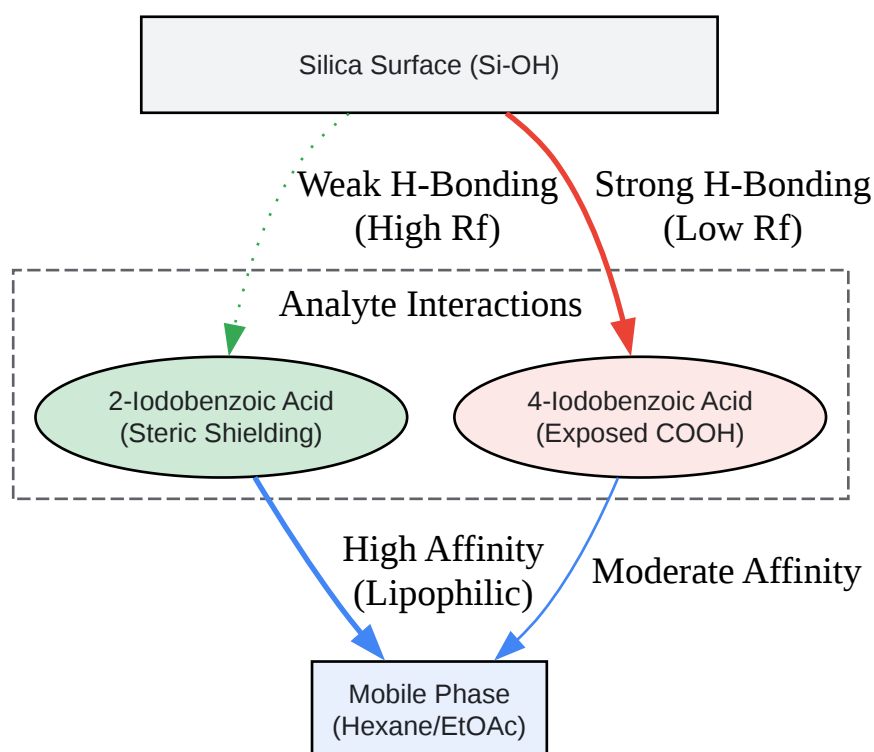 Silica Surface (Si-OH)
Weak H-Bonding
(High Rf)
Strong H-Bonding
(Low Rf)
Analyte Interactions
2-Iodobenzoic Acid
(Steric Shielding)
4-Iodobenzoic Acid
(Exposed COOH)
High Affinity
(Lipophilic)
Moderate Affinity
Mobile Phase
(Hexane/EtOAc)